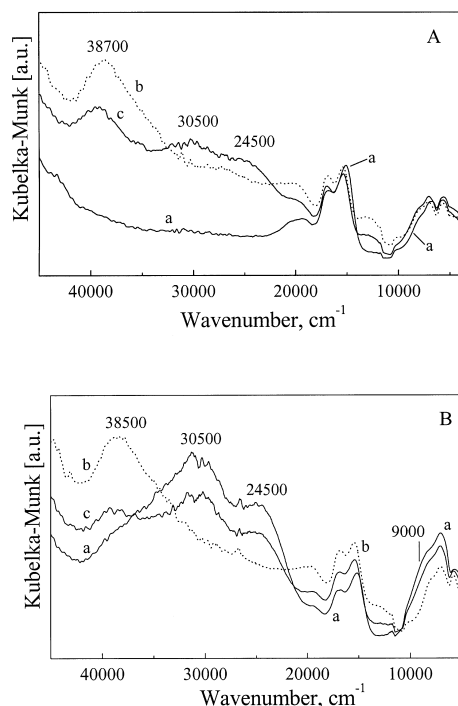 A
38700
b
c
30500
24500
a
a
a
Kubelka-Munk [a.u.]
40000 30000 20000 10000
Wavenumber, cm⁻¹
B
38500
b
30500
24500
c
a
9000
a
b
a
Kubelka-Munk [a.u.]
40000 30000 20000 10000
Wavenumber, cm⁻¹